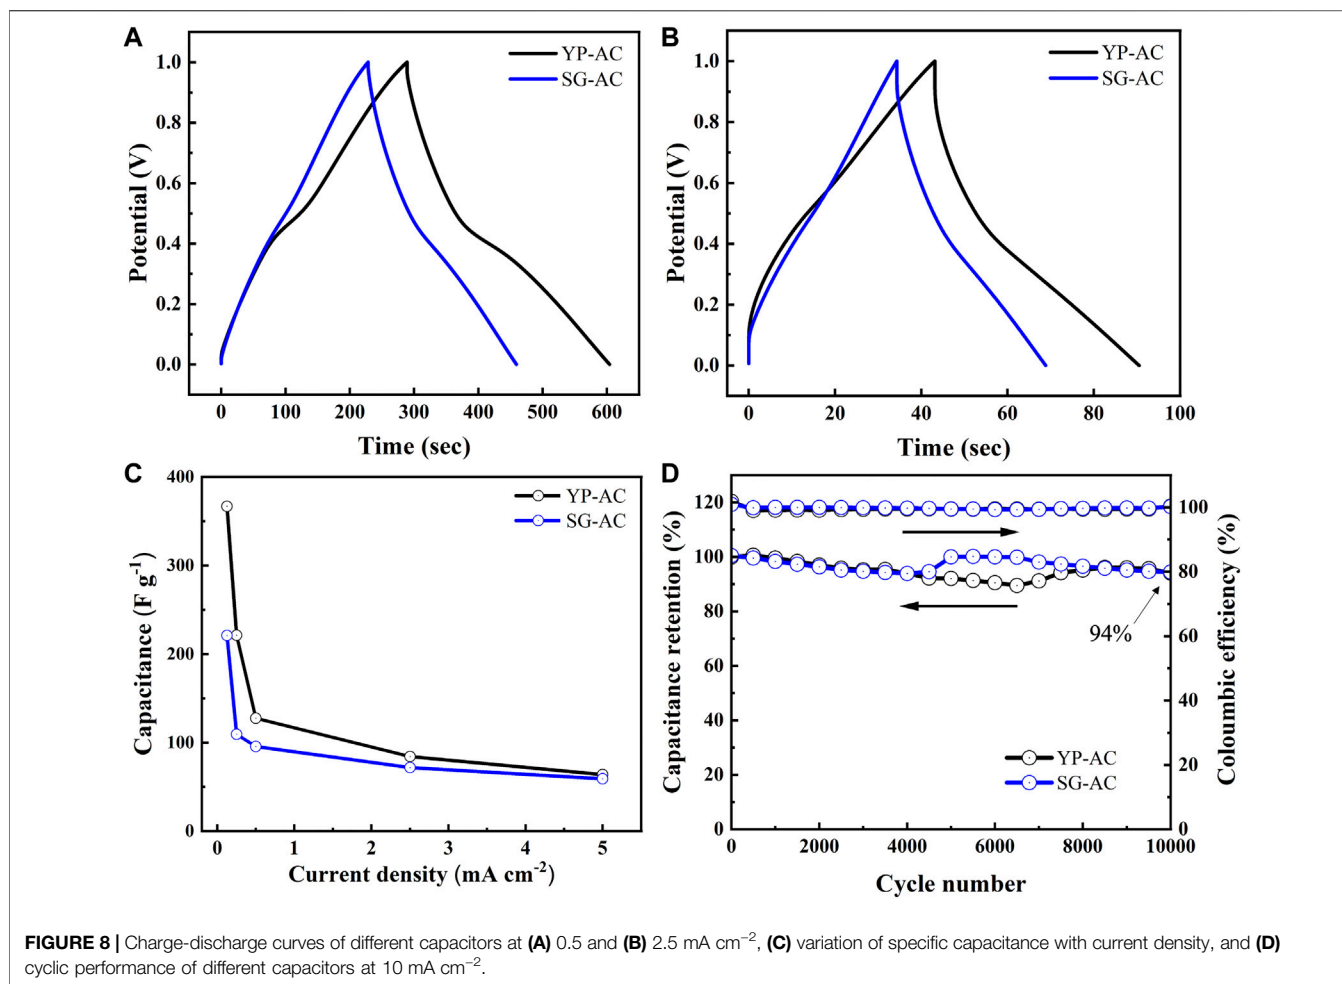 A
YP-AC
SG-AC
1.0
0.8
0.6
0.4
0.2
0.0
Potential (V)
0 100 200 300 400 500 600
Time (sec)
B
YP-AC
SG-AC
1.0
0.8
0.6
0.4
0.2
0.0
Potential (V)
0 20 40 60 80 100
Time (sec)
C
YP-AC
SG-AC
400
300
200
100
0
Capacitance (F g⁻¹)
0 1 2 3 4 5
Current density (mA cm⁻²)
D
120
100
80
60
40
20
0
Capacitance retention (%)
94%
YP-AC
SG-AC
100
80
60
40
20
0
Coloumbic efficiency (%)
0 2000 4000 6000 8000 10000
Cycle number
FIGURE 8 | Charge-discharge curves of different capacitors at (A) 0.5 and (B) 2.5 mA cm⁻², (C) variation of specific capacitance with current density, and (D)
cyclic performance of different capacitors at 10 mA cm⁻².